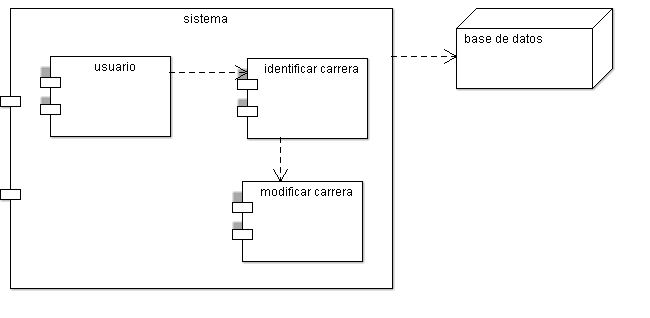 sistema
base de datos
usuario
identificar carrera
modificar carrera